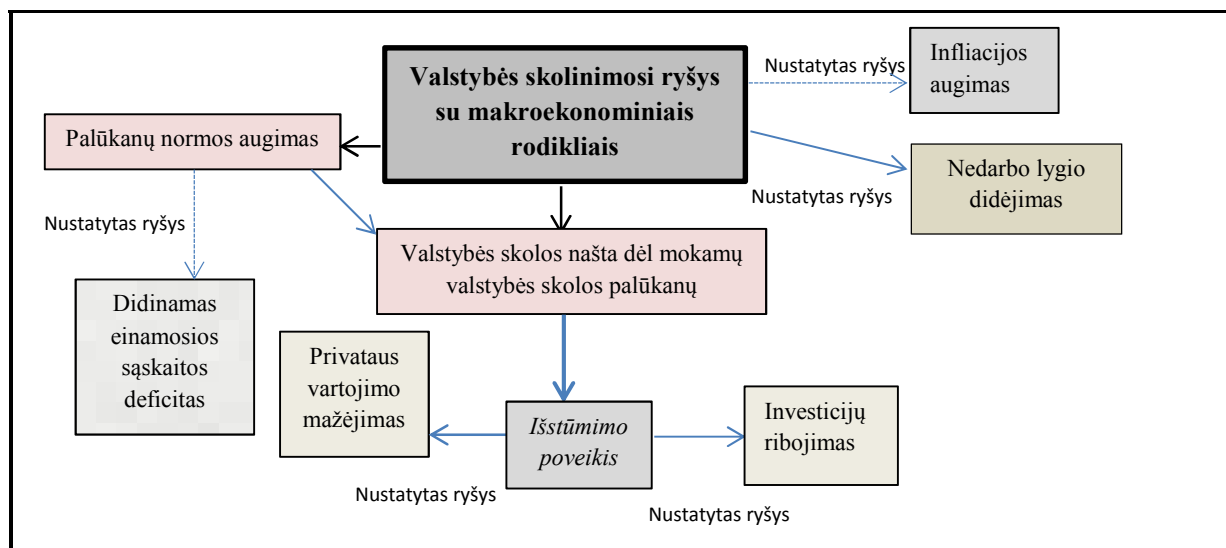 Valstybės skolinimosi ryšys
su makroekonominiais
rodikliais
Nustatytas ryšys
Infliacijos
augimas
Palūkanų normos augimas
Nedarbo lygio
didėjimas
Nustatytas ryšys
Nustatytas ryšys
Valstybės skolos našta dėl mokamų
valstybės skolos palūkanų
Didinamas
einamosios
sąskaitos
deficitas
Privataus
vartojimo
mažėjimas
Išstūmimo
poveikis
Investicijų
ribojimas
Nustatytas ryšys
Nustatytas ryšys